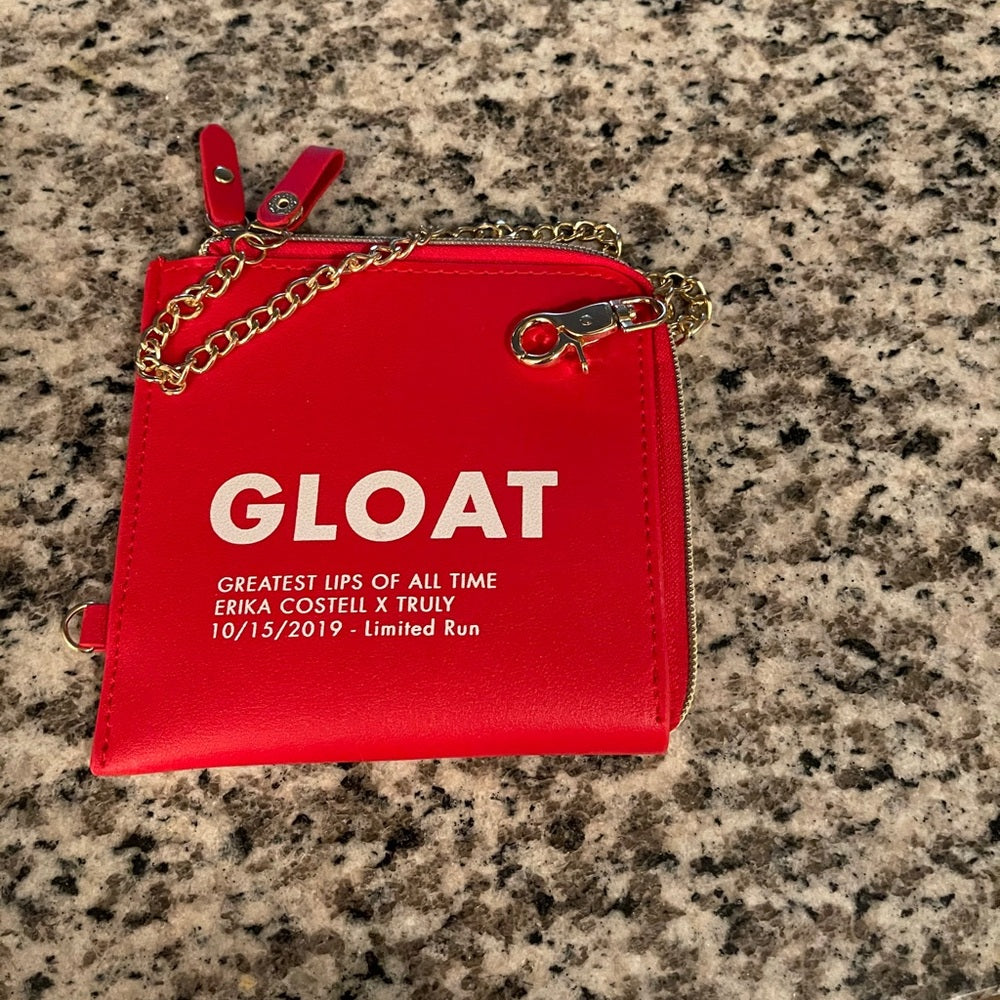 GLOAT
GREATEST LIPS OF ALL TIME
ERIKA COSTELL X TRULY
10/15/2019 - Limited Run